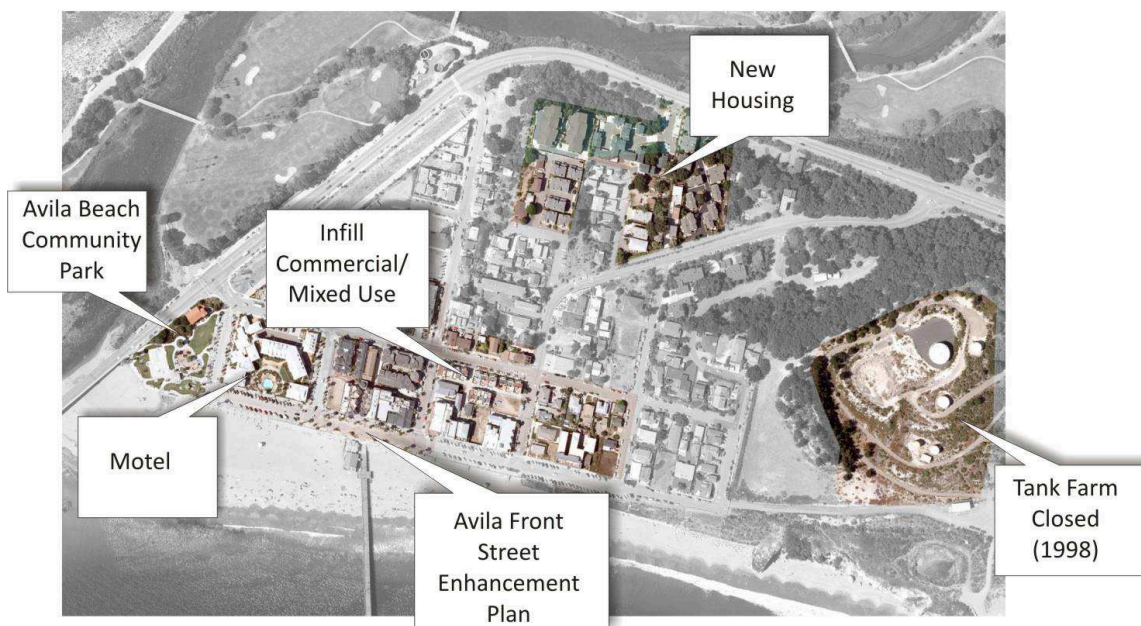 New
Housing
Avila Beach
Community
Park
Infill
Commercial/
Mixed Use
Motel
Avila Front
Street
Enhancement
Plan
Tank Farm
Closed
(1998)